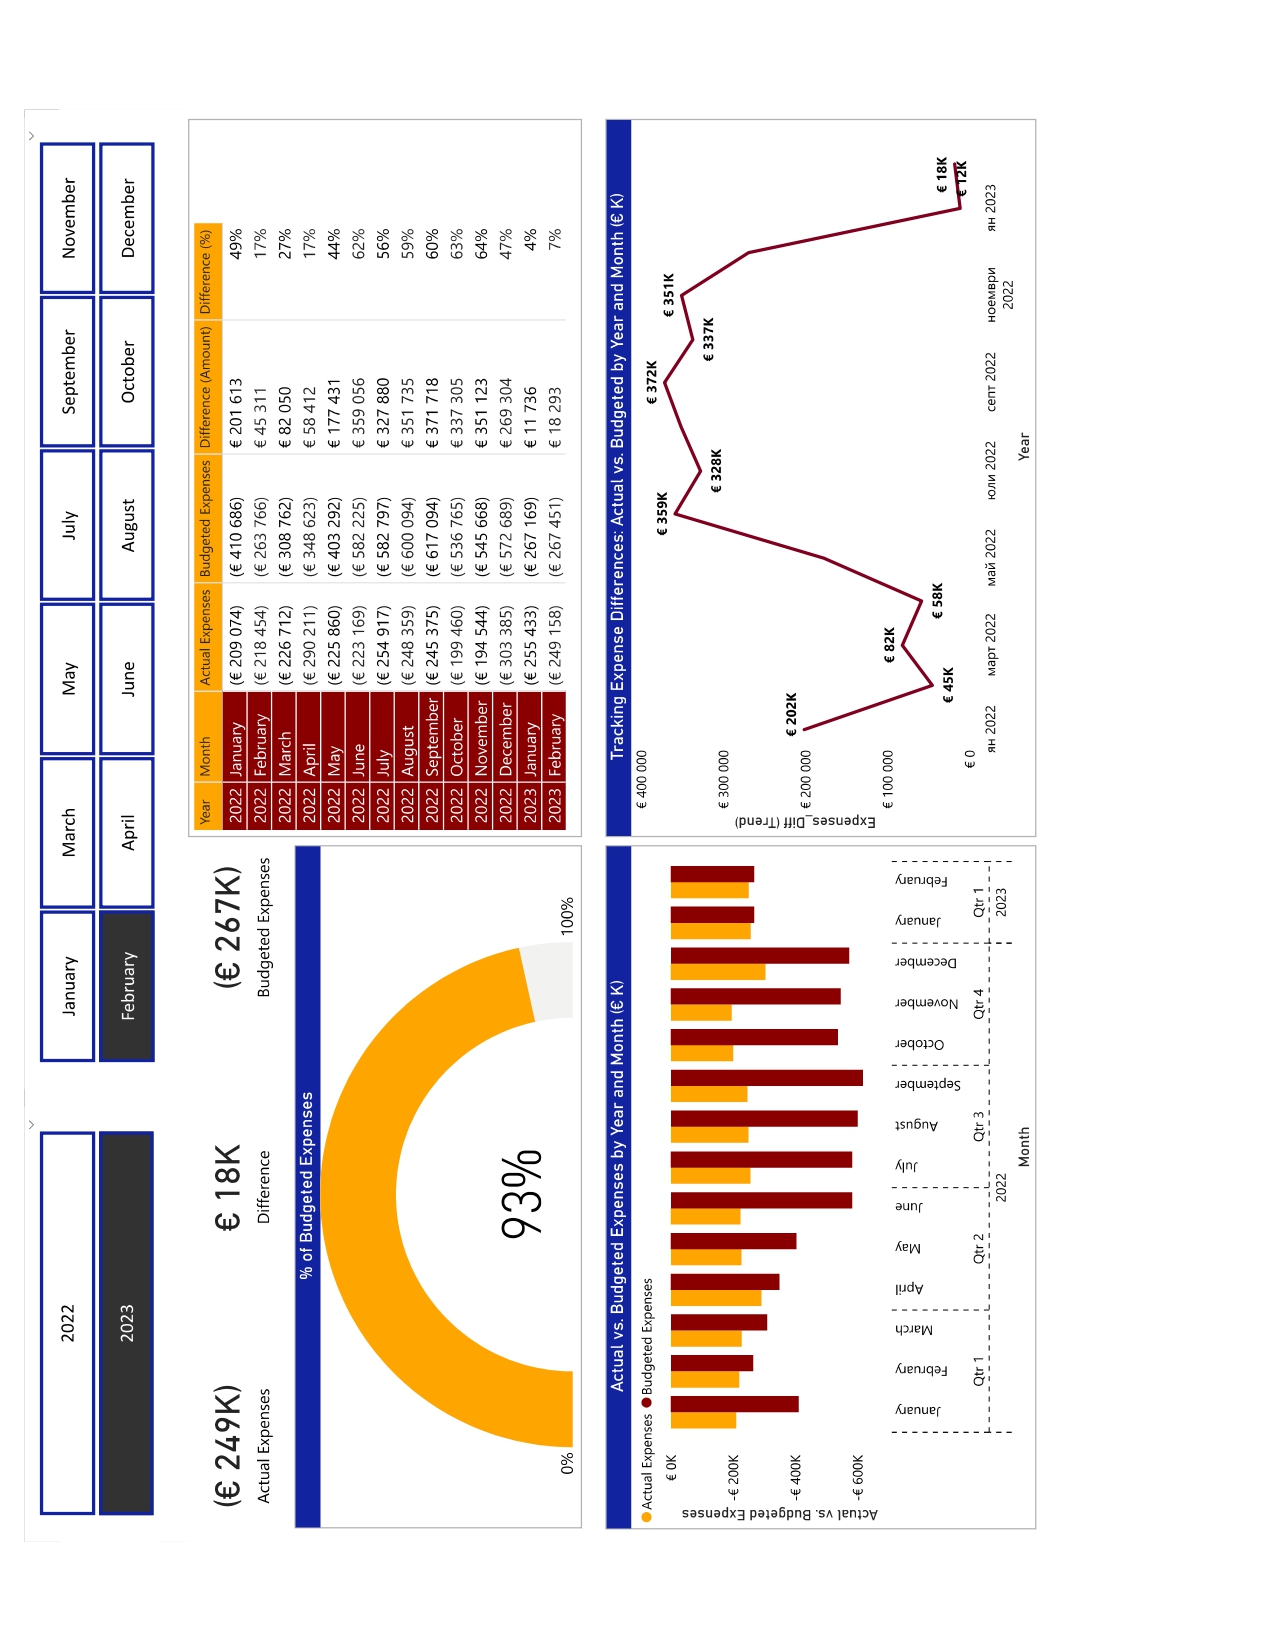 2022
2023
January March May July September November
February April June August October December
(€ 249K) € 18K (€ 267K)
Actual Expenses Difference Budgeted Expenses
% of Budgeted Expenses
93%
0% 100%
Year Month Actual Expenses Budgeted Expenses Difference (Amount) Difference (%)
2022 January (€ 209 074) (€ 410 686) € 201 613 49%
2022 February (€ 218 454) (€ 263 766) € 45 311 17%
2022 March (€ 226 712) (€ 308 762) € 82 050 27%
2022 April (€ 290 211) (€ 348 623) € 58 412 17%
2022 May (€ 225 860) (€ 403 292) € 177 431 44%
2022 June (€ 223 169) (€ 582 225) € 359 056 62%
2022 July (€ 254 917) (€ 582 797) € 327 880 56%
2022 August (€ 248 359) (€ 600 094) € 351 735 59%
2022 September (€ 245 375) (€ 617 094) € 371 718 60%
2022 October (€ 199 460) (€ 536 765) € 337 305 63%
2022 November (€ 194 544) (€ 545 668) € 351 123 64%
2022 December (€ 303 385) (€ 572 689) € 269 304 47%
2023 January (€ 255 433) (€ 267 169) € 11 736 4%
2023 February (€ 249 158) (€ 267 451) € 18 293 7%
Actual vs. Budgeted Expenses by Year and Month (€ K)
Actual Expenses Budgeted Expenses
Actual vs. Budgeted Expenses
€ 0K
-€ 200K
-€ 400K
-€ 600K
January February March April May June July August September October November December January February
Qtr 1 Qtr 2 Qtr 3 Qtr 4 Qtr 1
2022 2023
Month
Tracking Expense Differences: Actual vs. Budgeted by Year and Month (€ K)
Expenses_Diff (Trend)
€ 400 000
€ 300 000
€ 200 000
€ 100 000
€ 0
€ 202K
€ 45K
€ 82K
€ 58K
€ 359K
€ 328K
€ 372K
€ 337K
€ 351K
€ 18K
€ 12K
ян 2022 март 2022 май 2022 юли 2022 септ 2022 ноември ян 2023
2022
Year